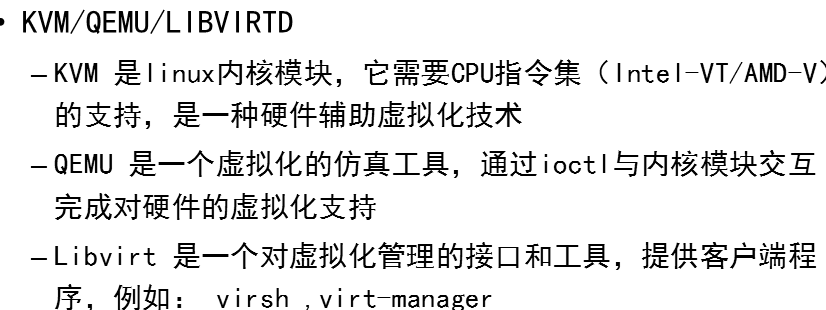 • KVM/QEMU/LIBVIRTD
– KVM 是linux内核模块，它需要CPU指令集（Intel-VT/AMD-V）
的支持，是一种硬件辅助虚拟化技术
– QEMU 是一个虚拟化的仿真工具，通过ioctl与内核模块交互
完成对硬件的虚拟化支持
– Libvirt 是一个对虚拟化管理的接口和工具，提供客户端程
序，例如： virsh ,virt-manager